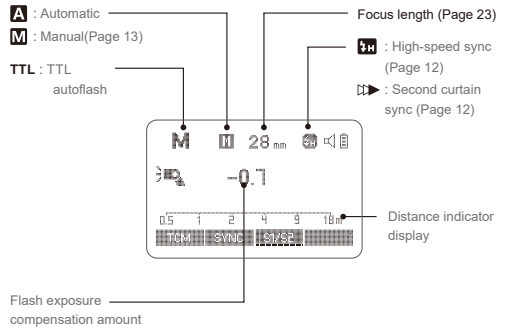 A : Automatic
M : Manual(Page 13)
TTL : TTL
autoflash
Focus length (Page 23)
H : High-speed sync
(Page 12)
: Second curtain
sync (Page 12)
M M 28 mm H
-0.7
0.5 1 2 4 9 18m
TCM SYNC S1/S2
Distance indicator
display
Flash exposure
compensation amount